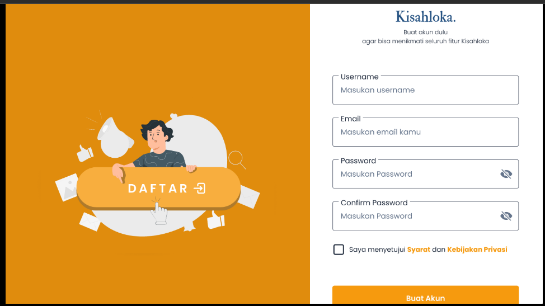 Kisahloka.
Buat akun dulu
agar bisa menikmati seluruh fitur Kisahloka
DAFTAR
Username
Masukan username
Email
Masukan email kamu
Password
Masukan Password
Confirm Password
Masukan Password
Saya menyetujui Syarat dan Kebijakan Privasi
Buat Akun